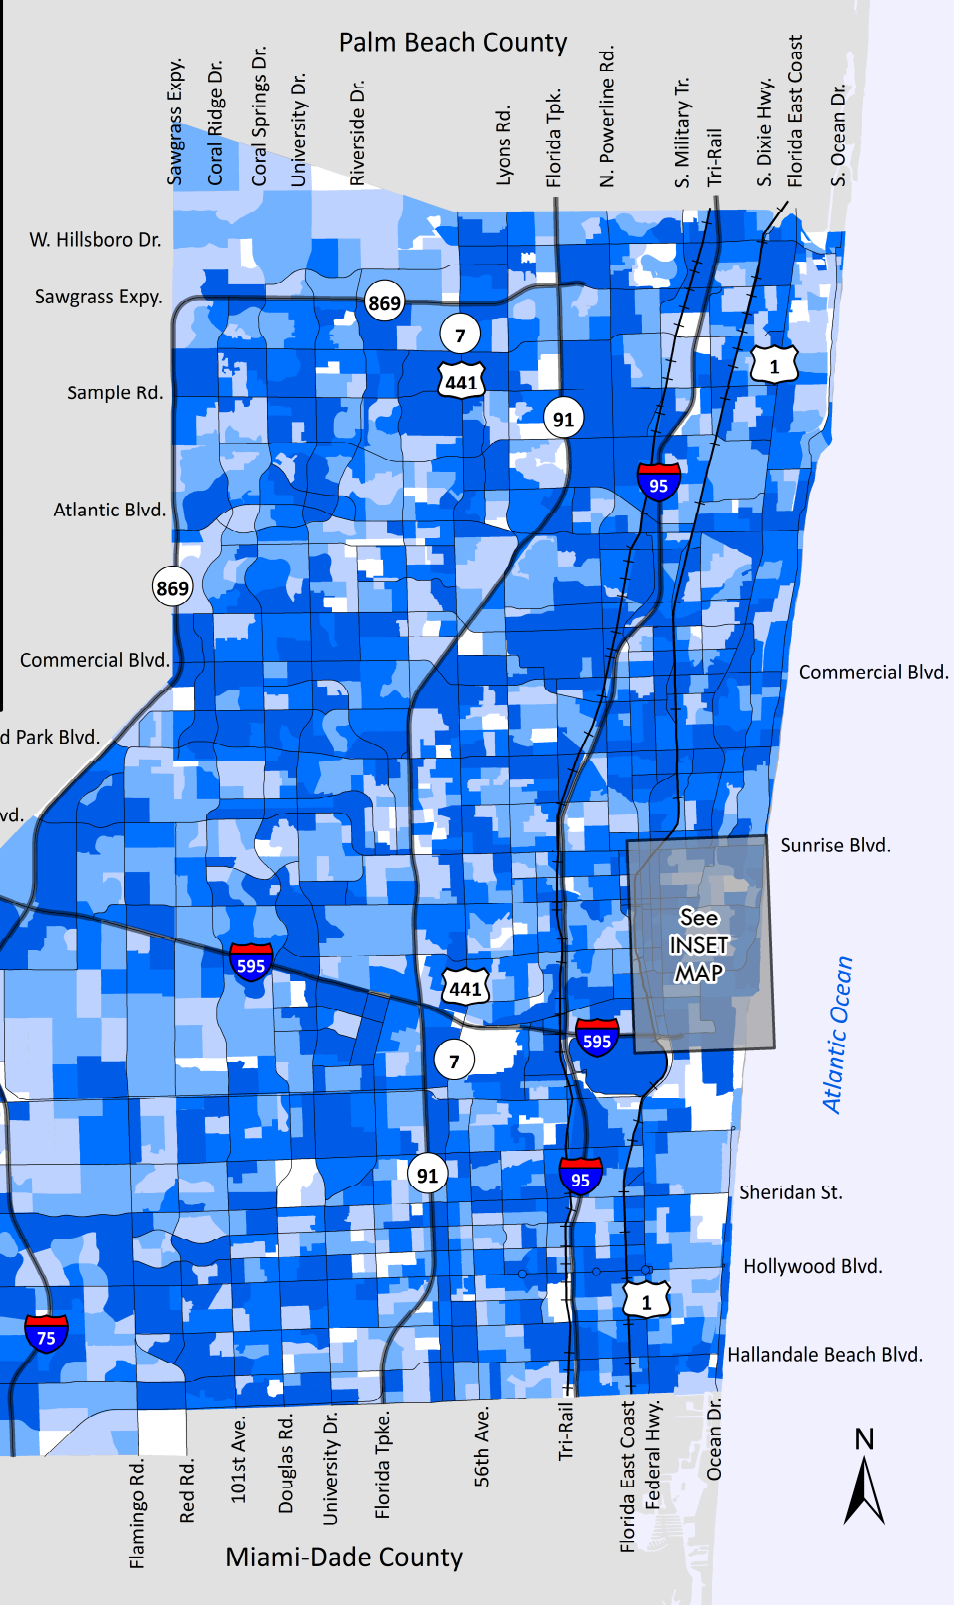 Palm Beach County
Sawgrass Expy.
Coral Ridge Dr.
Coral Springs Dr.
University Dr.
Riverside Dr.
Lyons Rd.
Florida Tpk.
N. Powerline Rd.
S. Military Tr.
Tri-Rail
S. Dixie Hwy.
Florida East Coast
S. Ocean Dr.
W. Hillsboro Dr.
Sawgrass Expy.
869
7
1
441
Sample Rd.
91
95
Atlantic Blvd.
869
Commercial Blvd.
Commercial Blvd.
d Park Blvd.
vd.
Sunrise Blvd.
See
INSET
MAP
595
441
595
7
Atlantic Ocean
91
95
Sheridan St.
Hollywood Blvd.
1
75
Hallandale Beach Blvd.
Flamingo Rd.
Red Rd.
101st Ave.
Douglas Rd.
University Dr.
Florida Tpke.
56th Ave.
Tri-Rail
Florida East Coast
Federal Hwy.
Ocean Dr.
N
Miami-Dade County